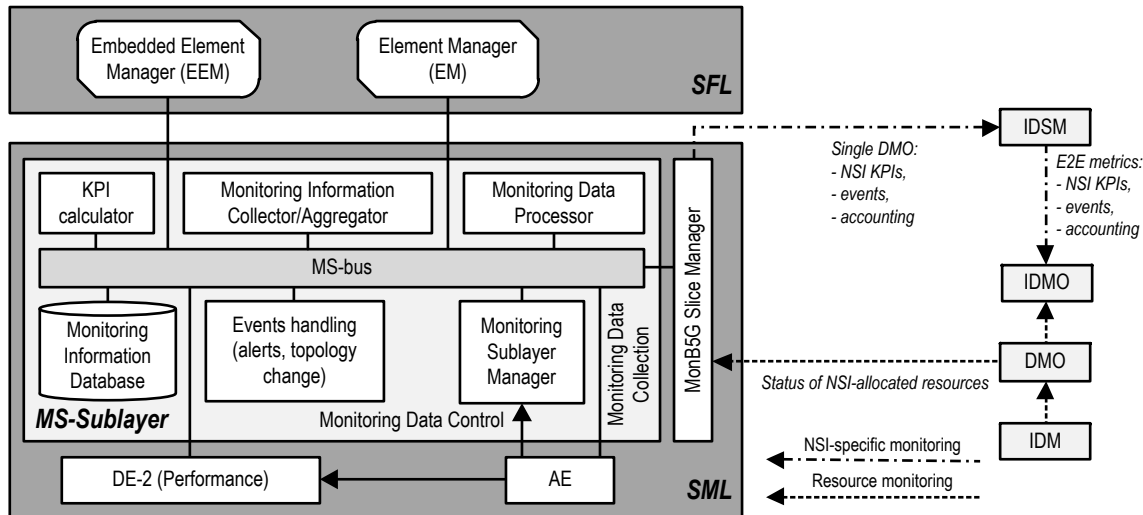 Embedded Element
Manager (EEM)
Element Manager
(EM)
SFL
KPI
calculator
Monitoring Information
Collector/Aggregator
Monitoring Data
Processor
MS-bus
Monitoring
Information
Database
Events handling
(alerts, topology
change)
Monitoring
Sublayer
Manager
Monitoring Data
Collection
MonB5G Slice Manager
MS-Sublayer
Monitoring Data Control
DE-2 (Performance)
AE
SML
Single DMO:
- NSI KPIs,
- events,
- accounting
IDSM
E2E metrics:
- NSI KPIs,
- events,
- accounting
IDMO
DMO
Status of NSI-allocated resources
IDM
NSI-specific monitoring
Resource monitoring